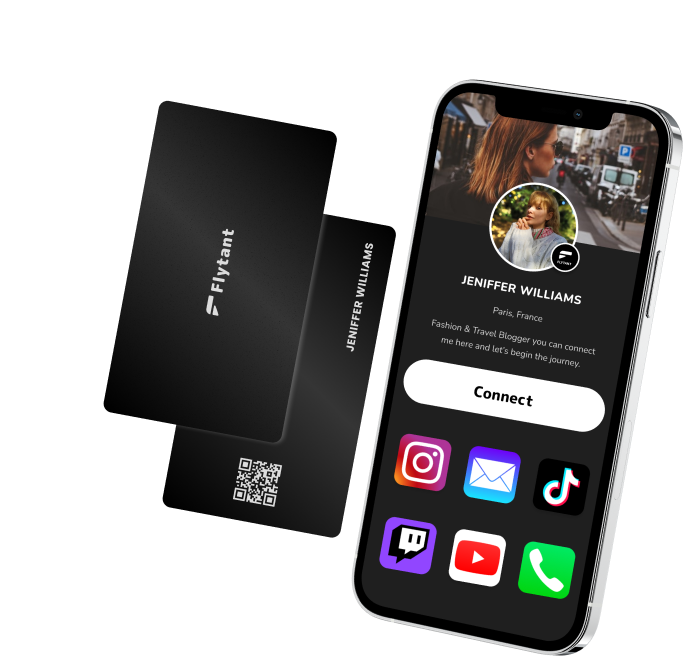 Flytant
JENIFFER WILLIAMS
FLYTANT
JENIFFER WILLIAMS
Paris, France
Fashion & Travel Blogger you can connect
me here and let's begin the journey.
Connect